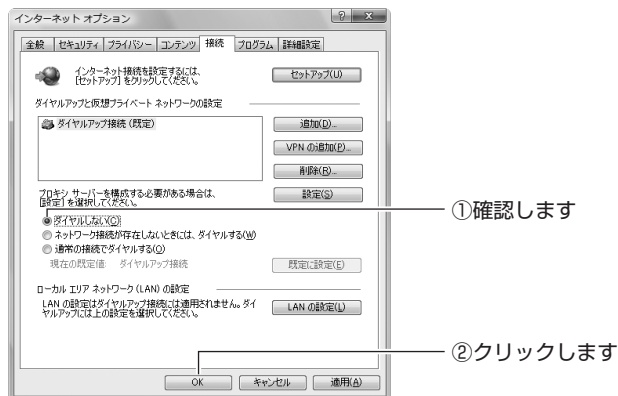 インターネット オプション
全般 セキュリティ プライバシー コンテンツ 接続 プログラム 詳細設定
インターネット接続を設定するには、
[セットアップ] をクリックしてください。
セットアップ(U)
ダイヤルアップと仮想プライベート ネットワークの設定
ダイヤルアップ接続 (既定)
追加(D)...
VPN の追加(P)...
削除(R)...
プロキシ サーバーを構成する必要がある場合は、
[設定] を選択してください。
設定(S)
ダイヤルしない(C)
ネットワーク接続が存在しないときには、ダイヤルする(W)
通常の接続でダイヤルする(O)
現在の既定値: ダイヤルアップ接続
既定に設定(E)
ローカル エリア ネットワーク (LAN) の設定
LAN の設定はダイヤルアップ接続には適用されません。ダイ
ヤルアップには上の設定を選択してください。
LAN の設定(L)
OK キャンセル 適用(A)
①確認します
②クリックします